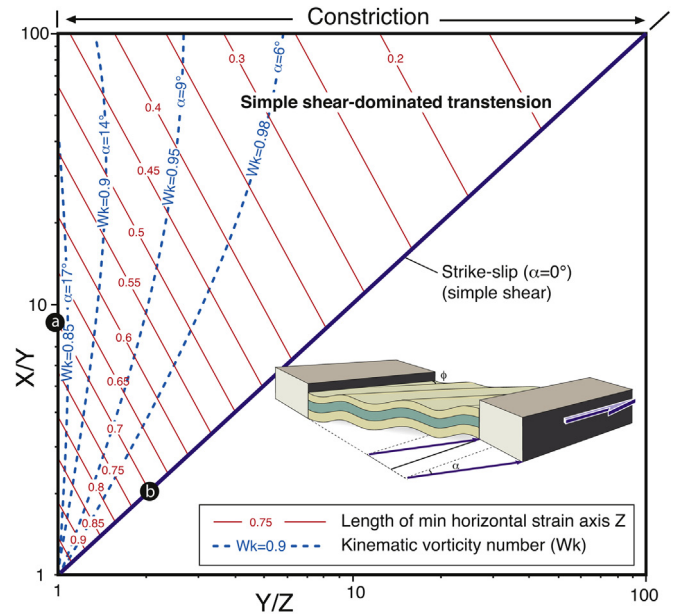 Constriction
100
0.3
0.2
α=6°
α=9°
Simple shear-dominated transtension
0.4
α=14°
Wk=0.98
Wk=0.95
Wk=0.9
0.45
0.5
Strike-slip (α=0°)
(simple shear)
α=17°
0.55
10
a
Wk=0.85
0.6
X/Y
0.65
ϕ
0.7
α
0.75
0.8
b
0.85
0.9
0.75 Length of min horizontal strain axis Z
Wk=0.9 Kinematic vorticity number (Wk)
1
1
10
100
Y/Z